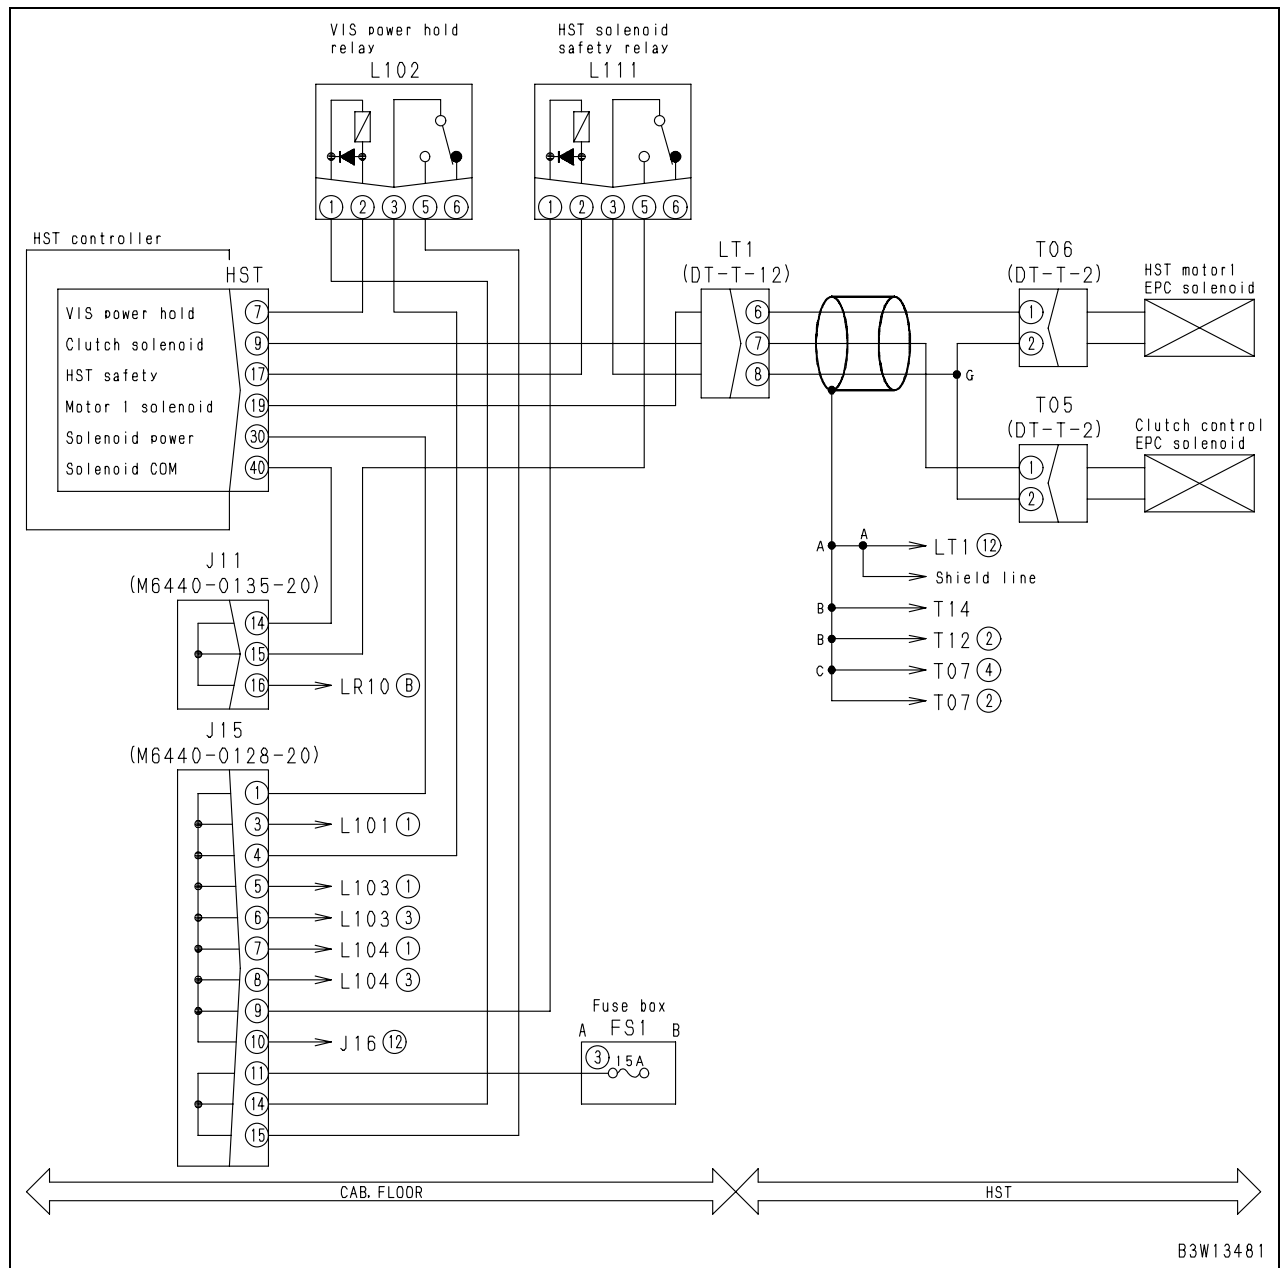 VIS power hold
relay
L102
1 2 3 5 6
HST solenoid
safety relay
L111
1 2 3 5 6
HST controller
HST
VIS power hold 7
Clutch solenoid 9
HST safety 17
Motor 1 solenoid 19
Solenoid power 30
Solenoid COM 40
LT1
(DT-T-12)
6
7
8
T06
(DT-T-2)
1
2
HST motor1
EPC solenoid
G
T05
(DT-T-2)
1
2
Clutch control
EPC solenoid
A A LT1 12
Shield line
B T14
B T12 2
C T07 4
T07 2
J11
(M6440-0135-20)
14
15
16 LR10 B
J15
(M6440-0128-20)
1
3 L101 1
4
5 L103 1
6 L103 3
7 L104 1
8 L104 3
9
10 J16 12
11
14
15
Fuse box
A FS1 B
3 15A
CAB. FLOOR
HST
B3W13481